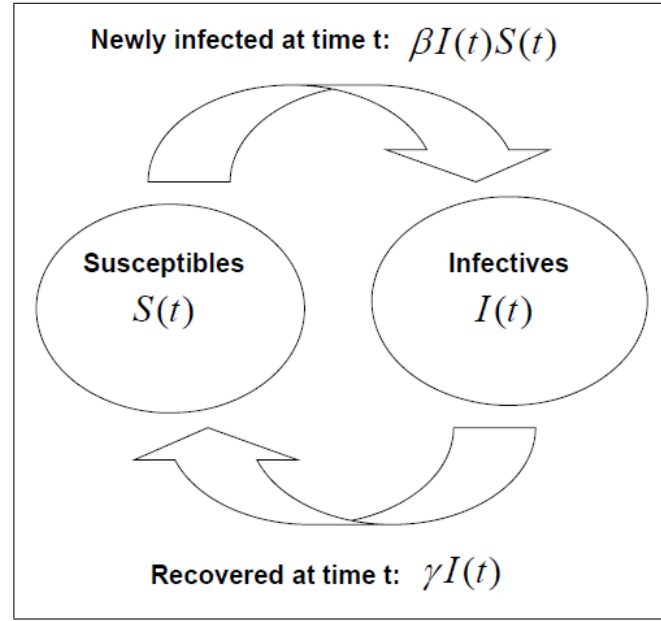 Newly infected at time t: βI(t)S(t)
Susceptibles
S(t)
Infectives
I(t)
Recovered at time t: γI(t)